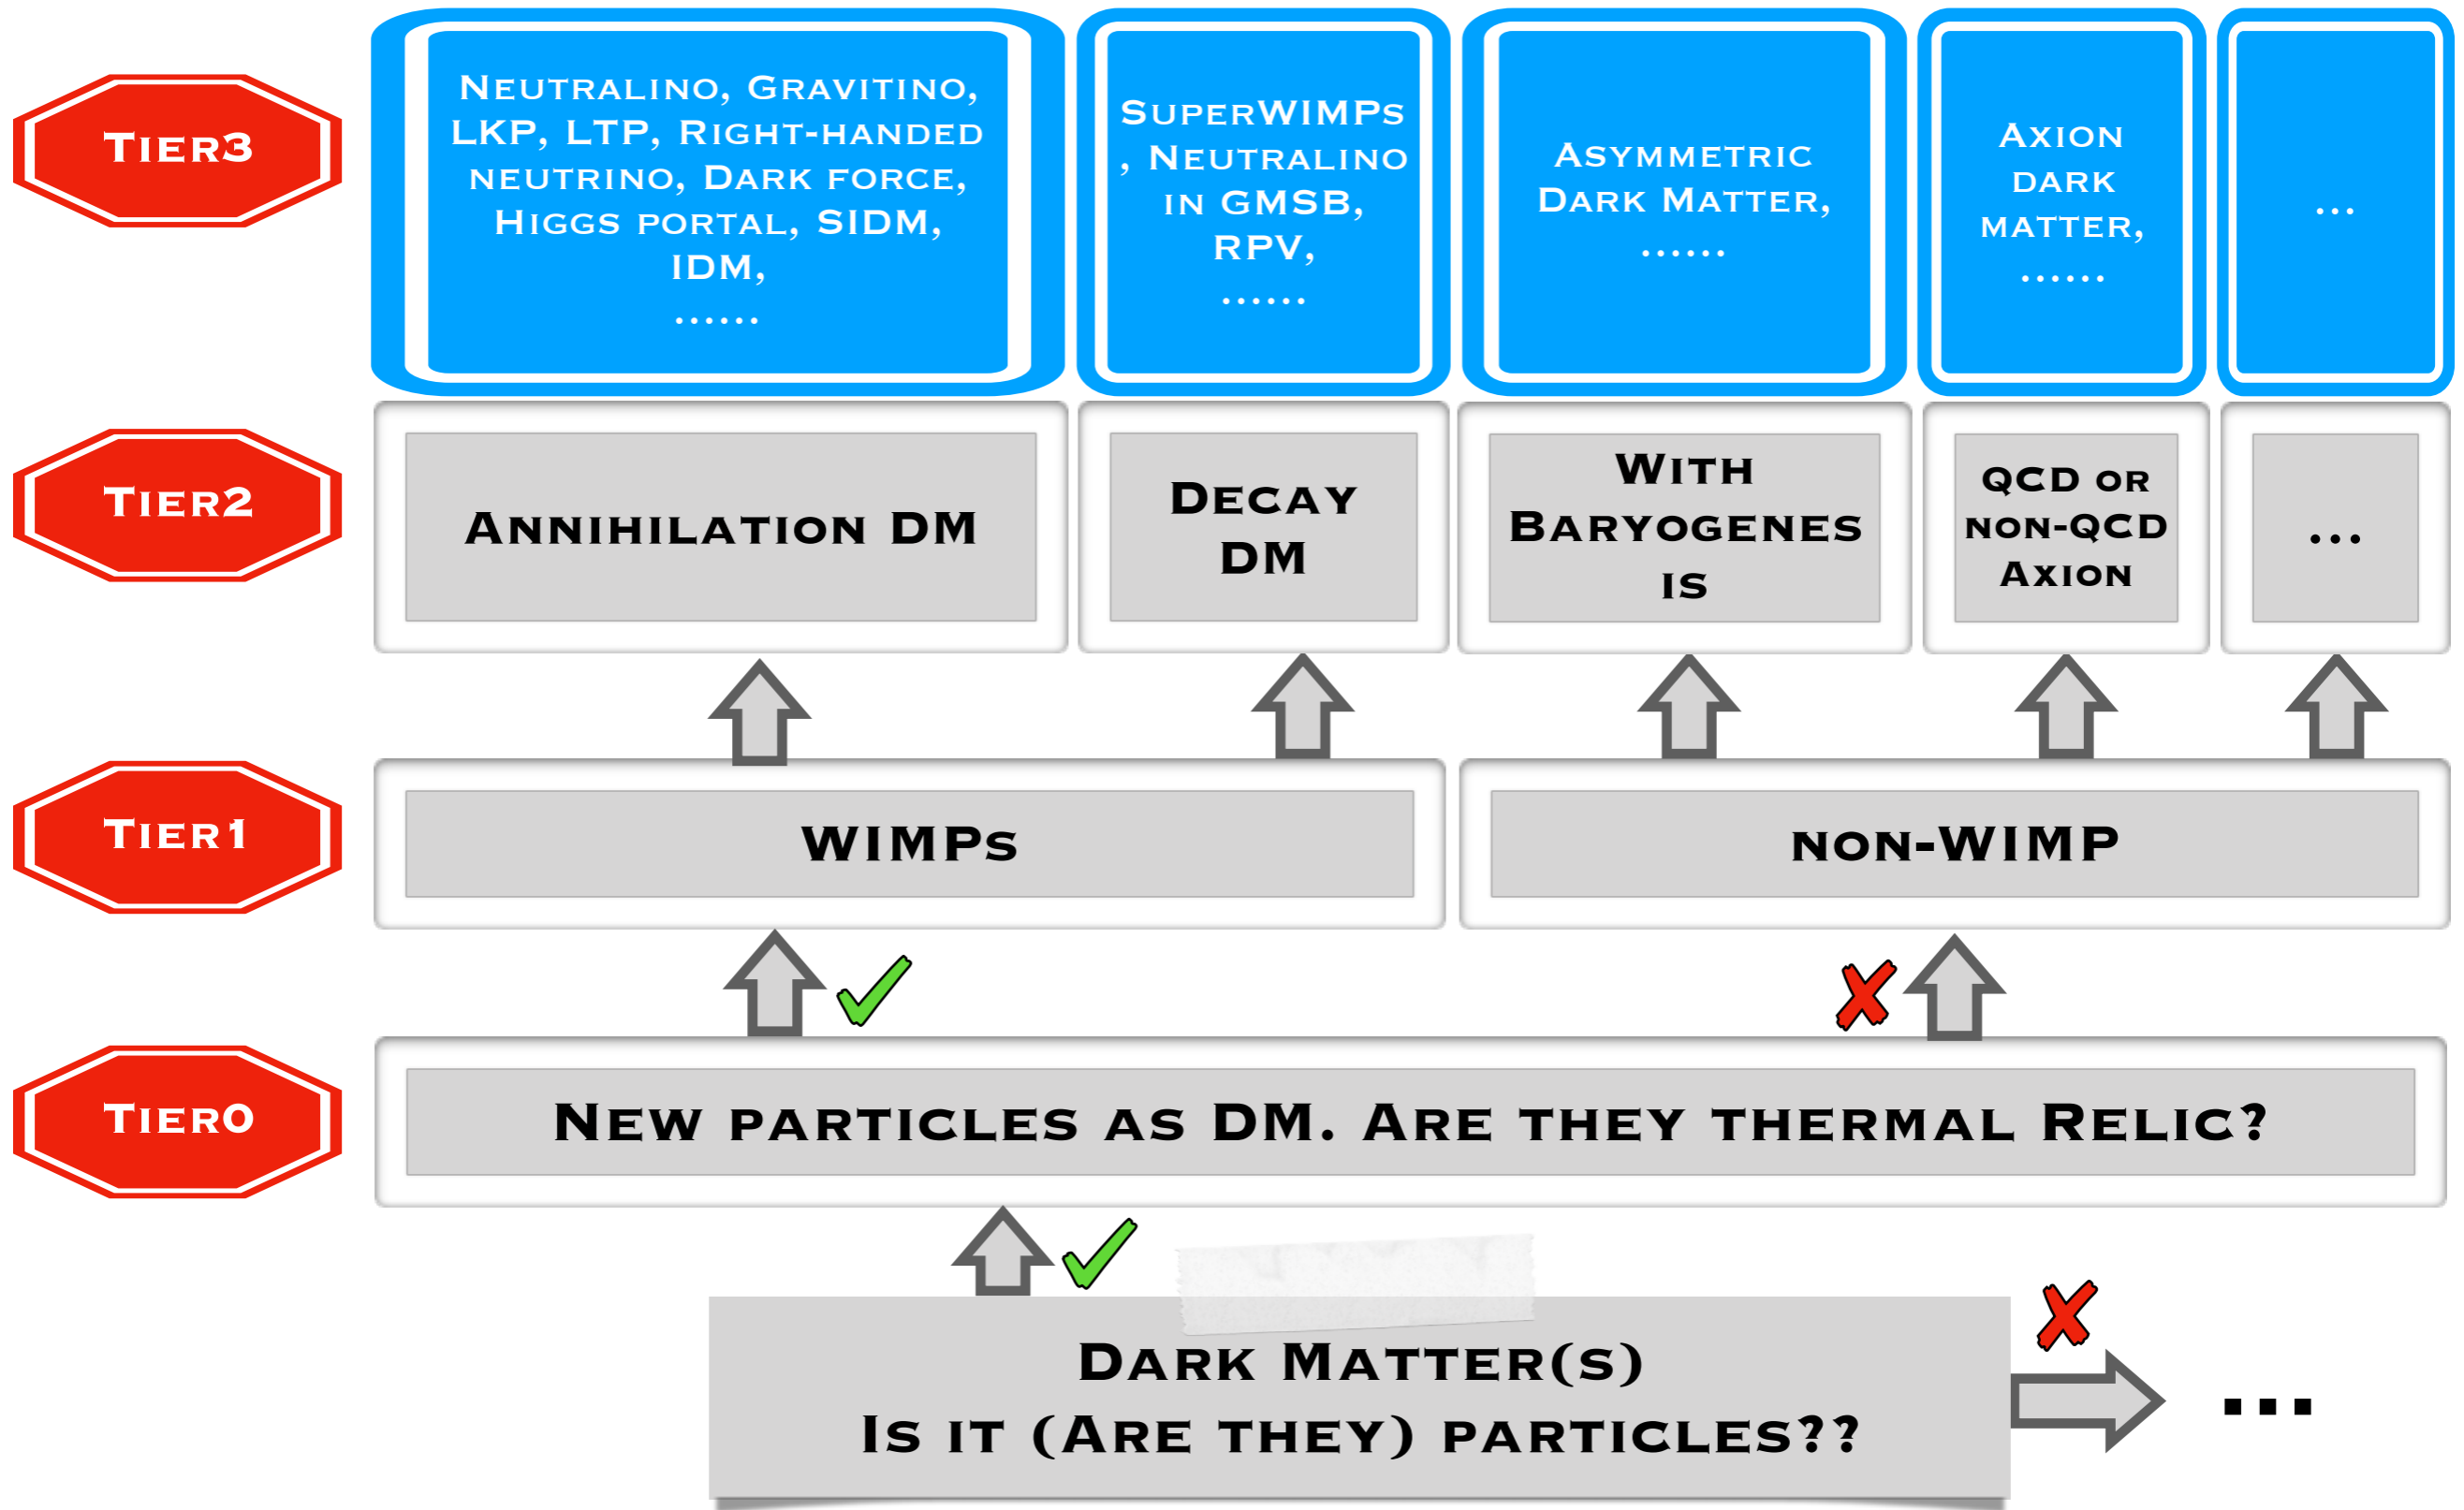 Tier3
Neutralino, Gravitino,
LKP, LTP, Right-handed
neutrino, Dark force,
Higgs portal, SIDM,
IDM,
......
SuperWIMPs
, Neutralino
in GMSB,
RPV,
......
Asymmetric
Dark Matter,
......
Axion
dark
matter,
......
...
Tier2
Annihilation DM
Decay
DM
With
Baryogenes
is
QCD or
non-QCD
Axion
...
Tier1
WIMPs
non-WIMP
Tier0
New particles as DM. Are they thermal Relic?
Dark Matter(s)
Is it (Are they) particles??
...